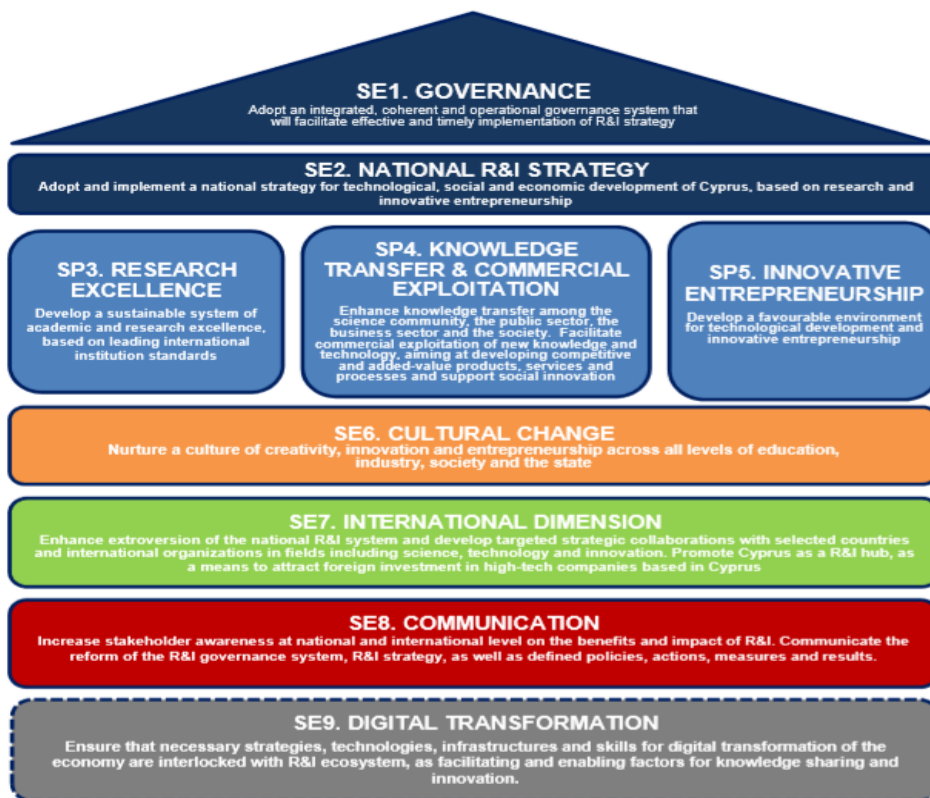 SE1. GOVERNANCE
Adopt an integrated, coherent and operational governance system that
will facilitate effective and timely implementation of R&I strategy
SE2. NATIONAL R&I STRATEGY
Adopt and implement a national strategy for technological, social and economic development of Cyprus, based on research and
innovative entrepreneurship
SP3. RESEARCH
EXCELLENCE
Develop a sustainable system of
academic and research excellence,
based on leading international
institution standards
SP4. KNOWLEDGE
TRANSFER & COMMERCIAL
EXPLOITATION
Enhance knowledge transfer among the
science community, the public sector, the
business sector and the society. Facilitate
commercial exploitation of new knowledge and
technology, aiming at developing competitive
and added-value products, services and
processes and support social innovation
SP5. INNOVATIVE
ENTREPRENEURSHIP
Develop a favourable environment
for technological development and
innovative entrepreneurship
SE6. CULTURAL CHANGE
Nurture a culture of creativity, innovation and entrepreneurship across all levels of education,
industry, society and the state
SE7. INTERNATIONAL DIMENSION
Enhance extroversion of the national R&I system and develop targeted strategic collaborations with selected countries
and international organizations in fields including science, technology and innovation. Promote Cyprus as a R&I hub, as
a means to attract foreign investment in high-tech companies based in Cyprus
SE8. COMMUNICATION
Increase stakeholder awareness at national and international level on the benefits and impact of R&I. Communicate the
reform of the R&I governance system, R&I strategy, as well as defined policies, actions, measures and results.
SE9. DIGITAL TRANSFORMATION
Ensure that necessary strategies, technologies, infrastructures and skills for digital transformation of the
economy are interlocked with R&I ecosystem, as facilitating and enabling factors for knowledge sharing and
innovation.